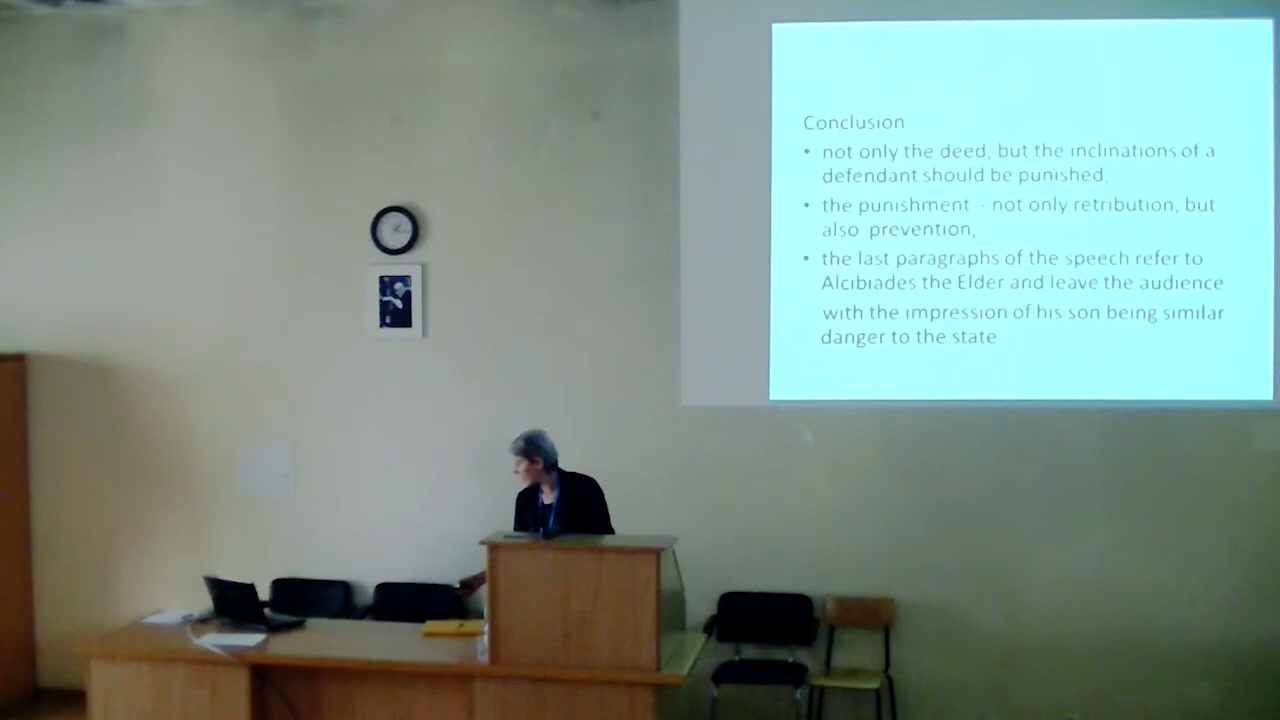 Conclusion
• not only the deed, but the inclinations of a
defendant should be punished,
• the punishment - not only retribution, but
also prevention,
• the last paragraphs of the speech refer to
Alcibiades the Elder and leave the audience
with the impression of his son being similar
danger to the state